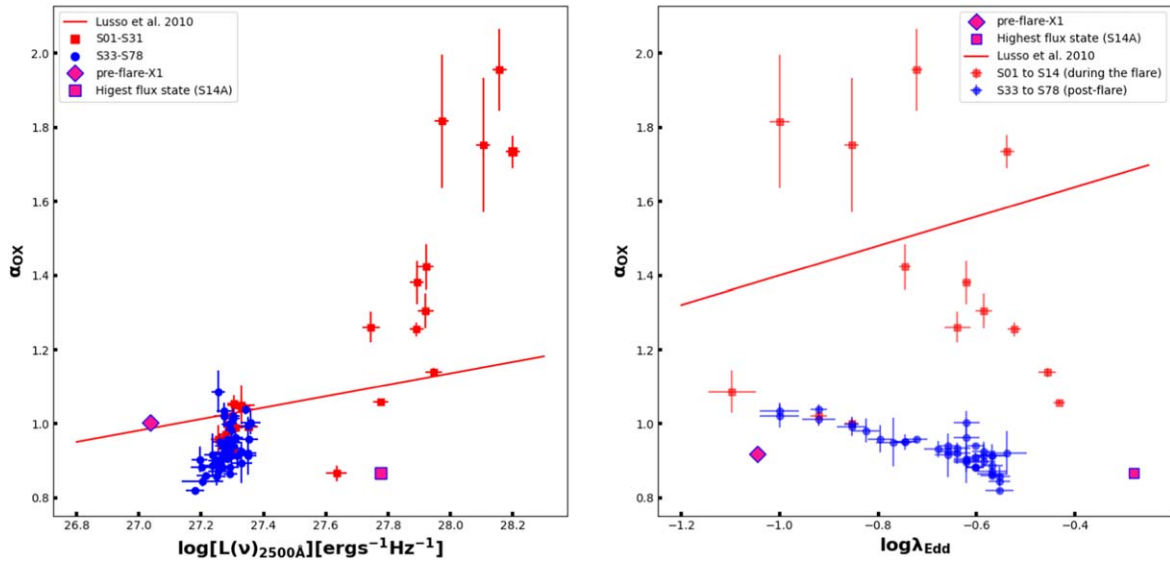 Lusso et al. 2010
S01-S31
S33-S78
pre-flare-X1
Higest flux state (S14A)
2.0
1.8
1.6
1.4
1.2
1.0
0.8
αOX
26.8 27.0 27.2 27.4 27.6 27.8 28.0 28.2
log[L(ν)2500Å][ergs⁻¹Hz⁻¹]
pre-flare-X1
Highest flux state (S14A)
Lusso et al. 2010
S01 to S14 (during the flare)
S33 to S78 (post-flare)
2.0
1.8
1.6
1.4
1.2
1.0
0.8
αOX
−1.2 −1.0 −0.8 −0.6 −0.4
logλEdd